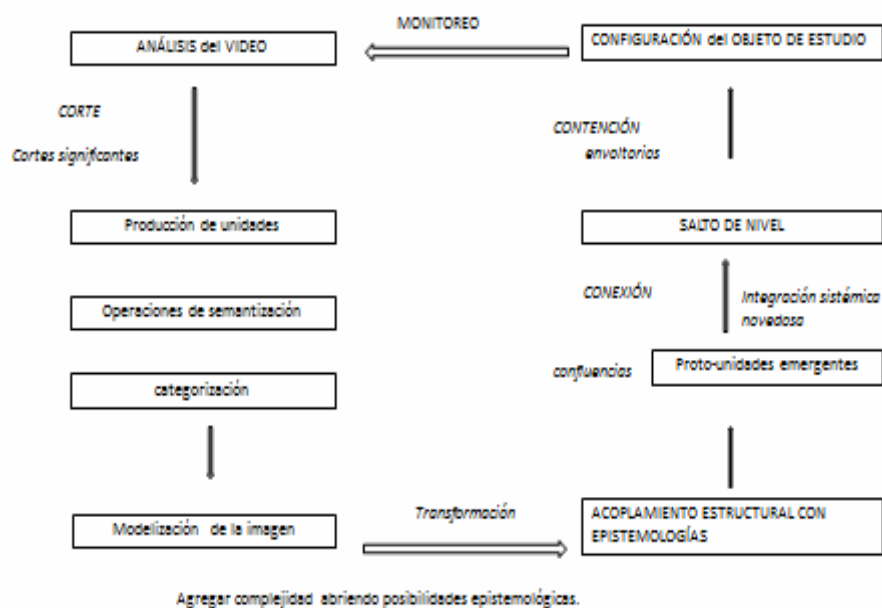 MONITOREO
ANÁLISIS del VIDEO
CONFIGURACIÓN del OBJETO DE ESTUDIO
CORTE
Cortes significantes
CONTENCIÓN
envoltorios
Producción de unidades
SALTO DE NIVEL
Operaciones de semantización
CONEXIÓN
Integración sistémica
novedosa
categorización
confluencias
Proto-unidades emergentes
Modelización de la imagen
Transformación
ACOPLAMIENTO ESTRUCTURAL CON
EPISTEMOLOGÍAS
Agregar complejidad abriendo posibilidades epistemológicas.